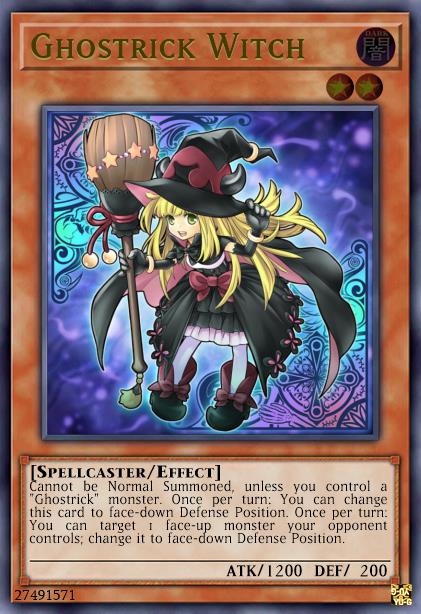 Ghostrick Witch
DARK
闇
[Spellcaster/Effect]
Cannot be Normal Summoned, unless you control a
"Ghostrick" monster. Once per turn: You can change
this card to face-down Defense Position. Once per turn:
You can target 1 face-up monster your opponent
controls; change it to face-down Defense Position.
ATK/1200 DEF/ 200
27491571